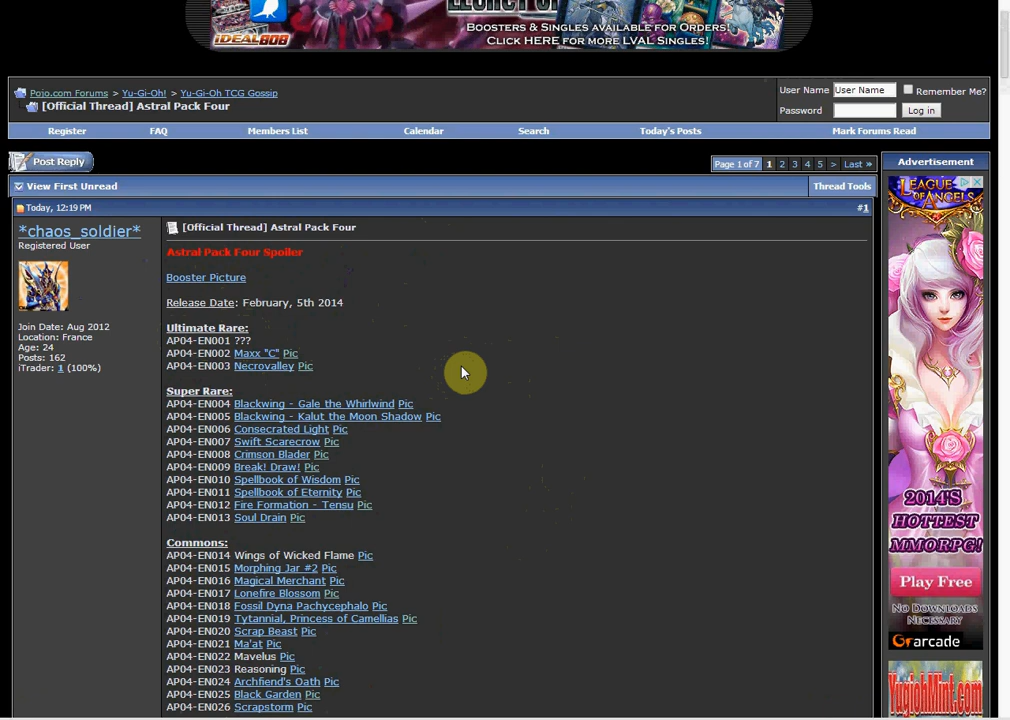 iDEAL808
BOOSTERS & SINGLES AVAILABLE FOR ORDERS!
CLICK HERE FOR MORE LVAL SINGLES!
Pojo.com Forums > Yu-Gi-Oh! > Yu-Gi-Oh TCG Gossip
[Official Thread] Astral Pack Four
User Name User Name Remember Me?
Password Log in
Register FAQ Members List Calendar Search Today's Posts Mark Forums Read
Post Reply
Page 1 of 7 1 2 3 4 5 > Last »
View First Unread Thread Tools
Today, 12:19 PM #1
*chaos_soldier*
Registered User
Join Date: Aug 2012
Location: France
Age: 24
Posts: 162
iTrader: 1 (100%)
[Official Thread] Astral Pack Four
Astral Pack Four Spoiler
Booster Picture
Release Date: February, 5th 2014
Ultimate Rare:
AP04-EN001 ???
AP04-EN002 Maxx "C" Pic
AP04-EN003 Necrovalley Pic
Super Rare:
AP04-EN004 Blackwing - Gale the Whirlwind Pic
AP04-EN005 Blackwing - Kalut the Moon Shadow Pic
AP04-EN006 Consecrated Light Pic
AP04-EN007 Swift Scarecrow Pic
AP04-EN008 Crimson Blader Pic
AP04-EN009 Break! Draw! Pic
AP04-EN010 Spellbook of Wisdom Pic
AP04-EN011 Spellbook of Eternity Pic
AP04-EN012 Fire Formation - Tensu Pic
AP04-EN013 Soul Drain Pic
Commons:
AP04-EN014 Wings of Wicked Flame Pic
AP04-EN015 Morphing Jar #2 Pic
AP04-EN016 Magical Merchant Pic
AP04-EN017 Lonefire Blossom Pic
AP04-EN018 Fossil Dyna Pachycephalo Pic
AP04-EN019 Tytannial, Princess of Camellias Pic
AP04-EN020 Scrap Beast Pic
AP04-EN021 Ma'at Pic
AP04-EN022 Mavelus Pic
AP04-EN023 Reasoning Pic
AP04-EN024 Archfiend's Oath Pic
AP04-EN025 Black Garden Pic
AP04-EN026 Scrapstorm Pic
Advertisement
LEAGUE OF ANGELS
2014'S
HOTTEST
MMORPG!
Play Free
NO DOWNLOADS
NECESSARY
Grarcade
YugiohMint.com